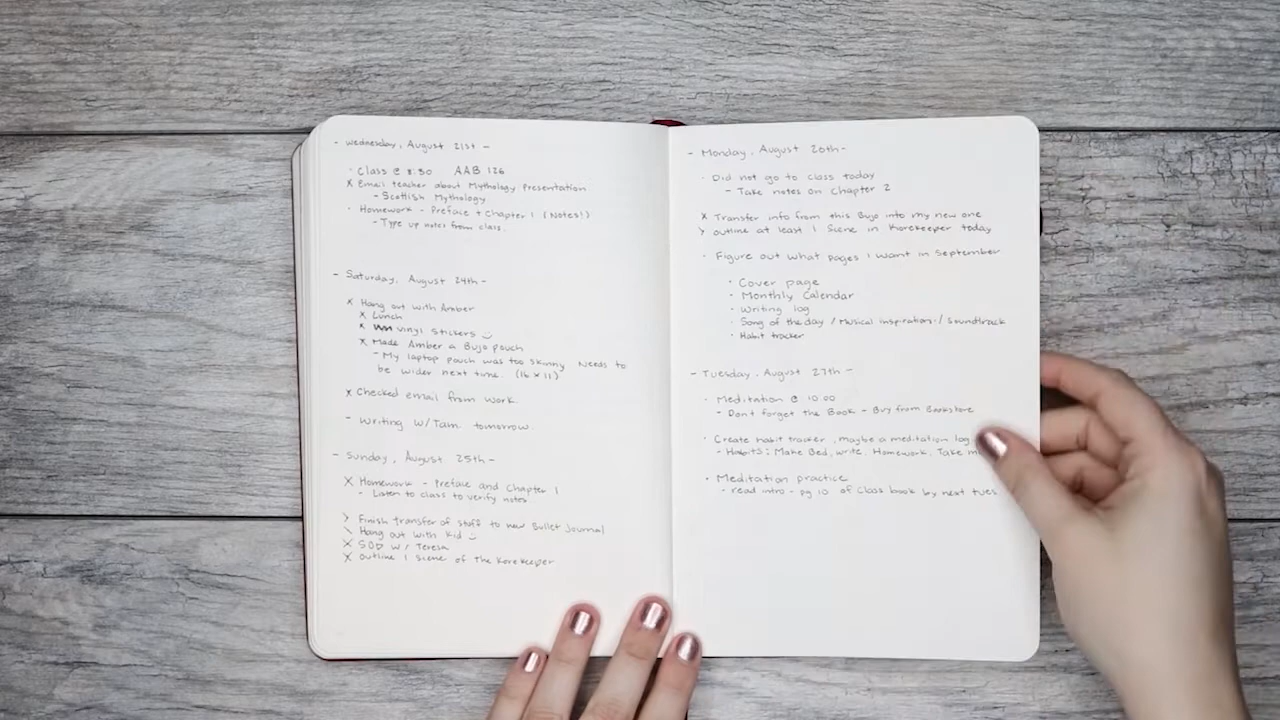 - Wednesday, August 21st -
· Class @ 8:30 AAB 126
x Email teacher about Mythology Presentation
- Scottish Mythology
· Homework - Preface + Chapter 1 (Notes!)
- Type up notes from class.
- Saturday, August 24th -
x Hang out with Amber
x Lunch
x vinyl stickers
x Made Amber a Bujo pouch
- My laptop pouch was too skinny Needs to
be wider next time. (16 x 11)
x Checked email from work.
- Writing w/Tam. tomorrow.
- Sunday, August 25th -
x Homework - Preface and Chapter 1
- Listen to class to verify notes
> Finish transfer of stuff to new Bullet Journal
> Hang out with kid
x SOD w/ Teresa
x outline 1 scene of The Korekeeper
- Monday, August 26th -
· Did not go to class today
- Take notes on Chapter 2
x Transfer info from this Bujo into my new one
> outline at least 1 scene in Korekeeper today
· Figure out what pages I want in September
· Cover page
· Monthly Calendar
· Writing log
· Song of the day / Musical inspiration / Soundtrack
· Habit tracker
- Tuesday, August 27th -
· Meditation @ 10:00
- Don't forget the Book - Buy from Bookstore
· Create habit tracker, maybe a meditation log
- Habits: Make Bed, write, Homework, Take
· Meditation practice
- read intro - pg 10 of Class book by next tues